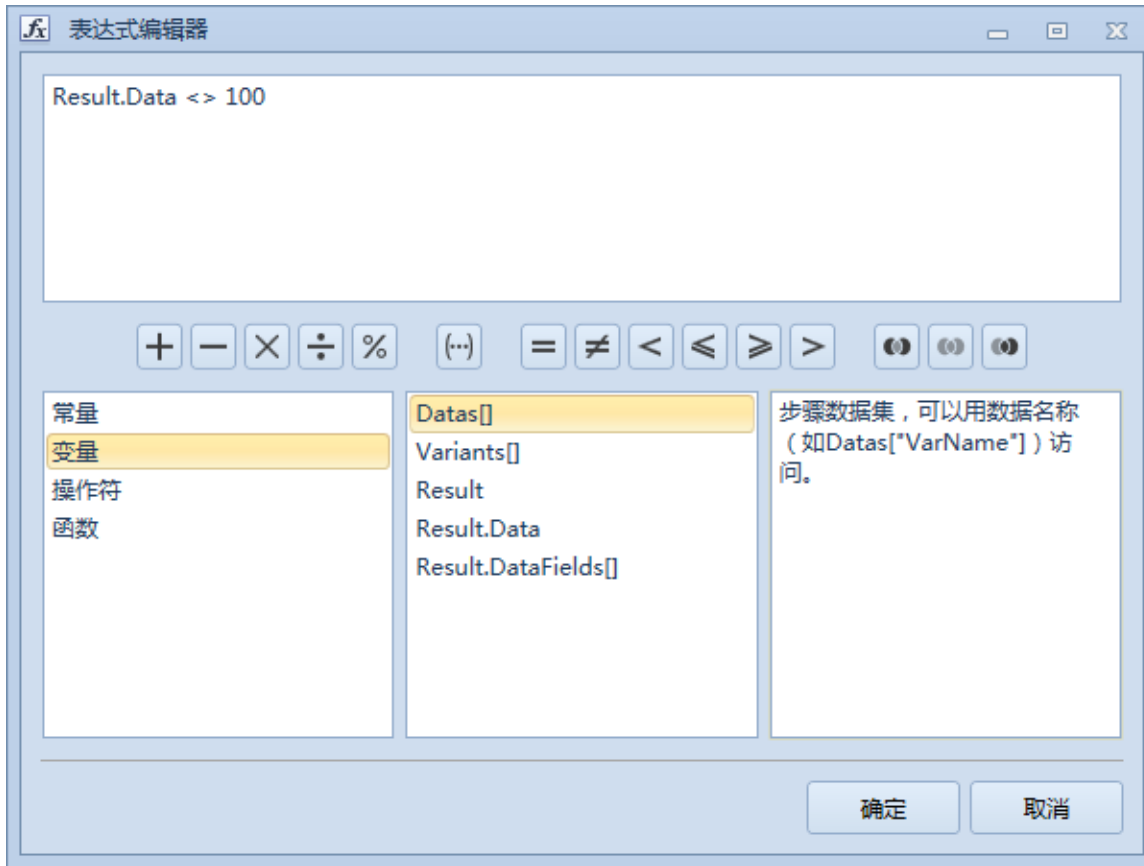 fx 表达式编辑器
Result.Data <> 100
+ − × ÷ % (···) = ≠ < ⩽ ⩾ >
常量
变量
操作符
函数
Datas[]
Variants[]
Result
Result.Data
Result.DataFields[]
步骤数据集，可以用数据名称
（如Datas["VarName"]）访
问。
确定
取消